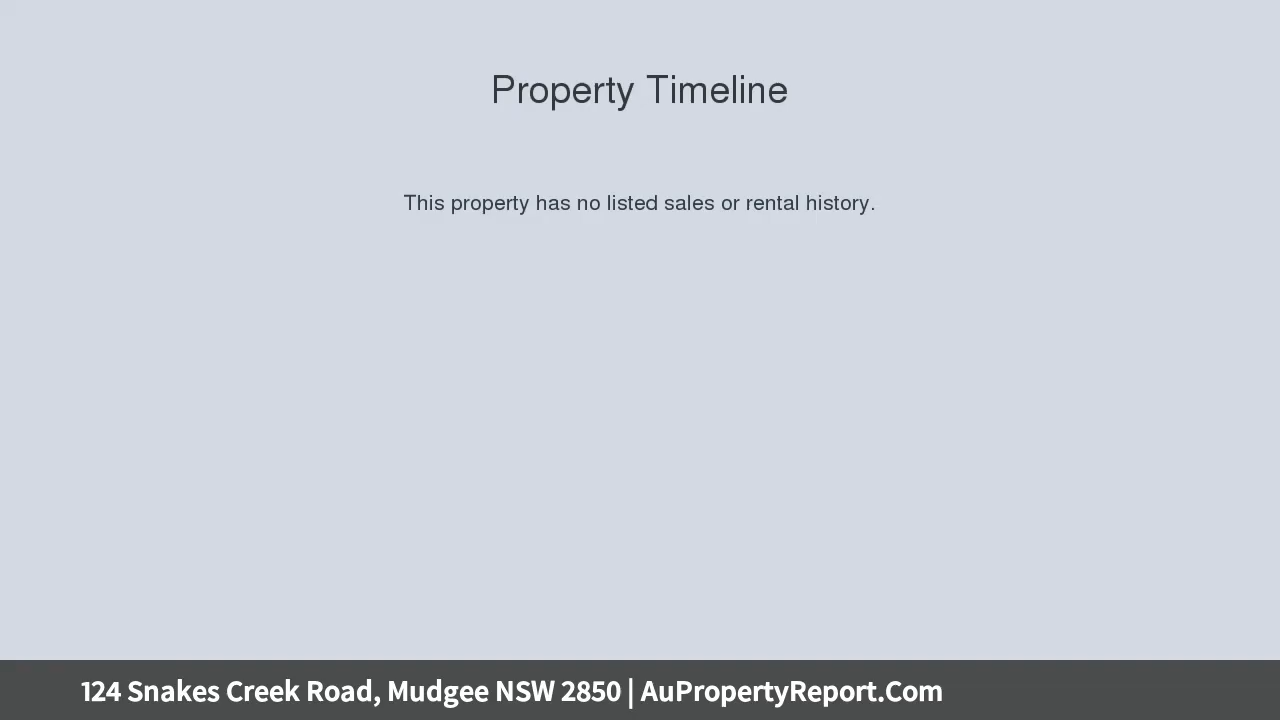 Property Timeline
This property has no listed sales or rental history.
124 Snakes Creek Road, Mudgee NSW 2850 | AuPropertyReport.Com